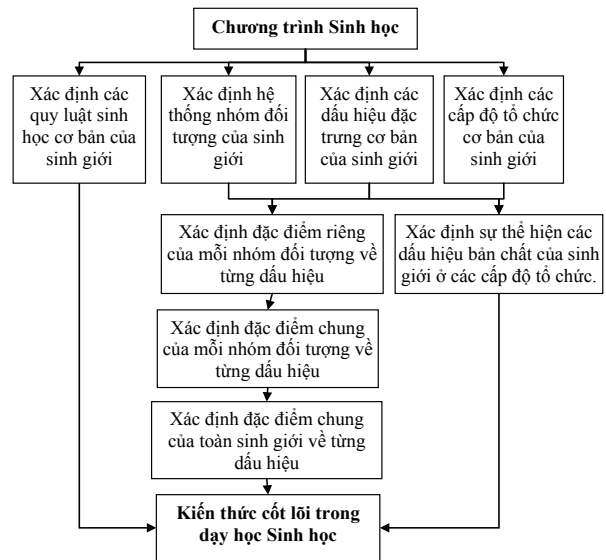 Chương trình Sinh học
Xác định các
quy luật sinh
học cơ bản của
sinh giới
Xác định hệ
thống nhóm đối
tượng của sinh
giới
Xác định các
dấu hiệu đặc
trưng cơ bản
của sinh giới
Xác định các
cấp độ tổ chức
cơ bản của
sinh giới
Xác định đặc điểm riêng
của mỗi nhóm đối tượng về
từng dấu hiệu
Xác định sự thể hiện các
dấu hiệu bản chất của sinh
giới ở các cấp độ tổ chức.
Xác định đặc điểm chung
của mỗi nhóm đối tượng về
từng dấu hiệu
Xác định đặc điểm chung
của toàn sinh giới về từng
dấu hiệu
Kiến thức cốt lõi trong
dạy học Sinh học